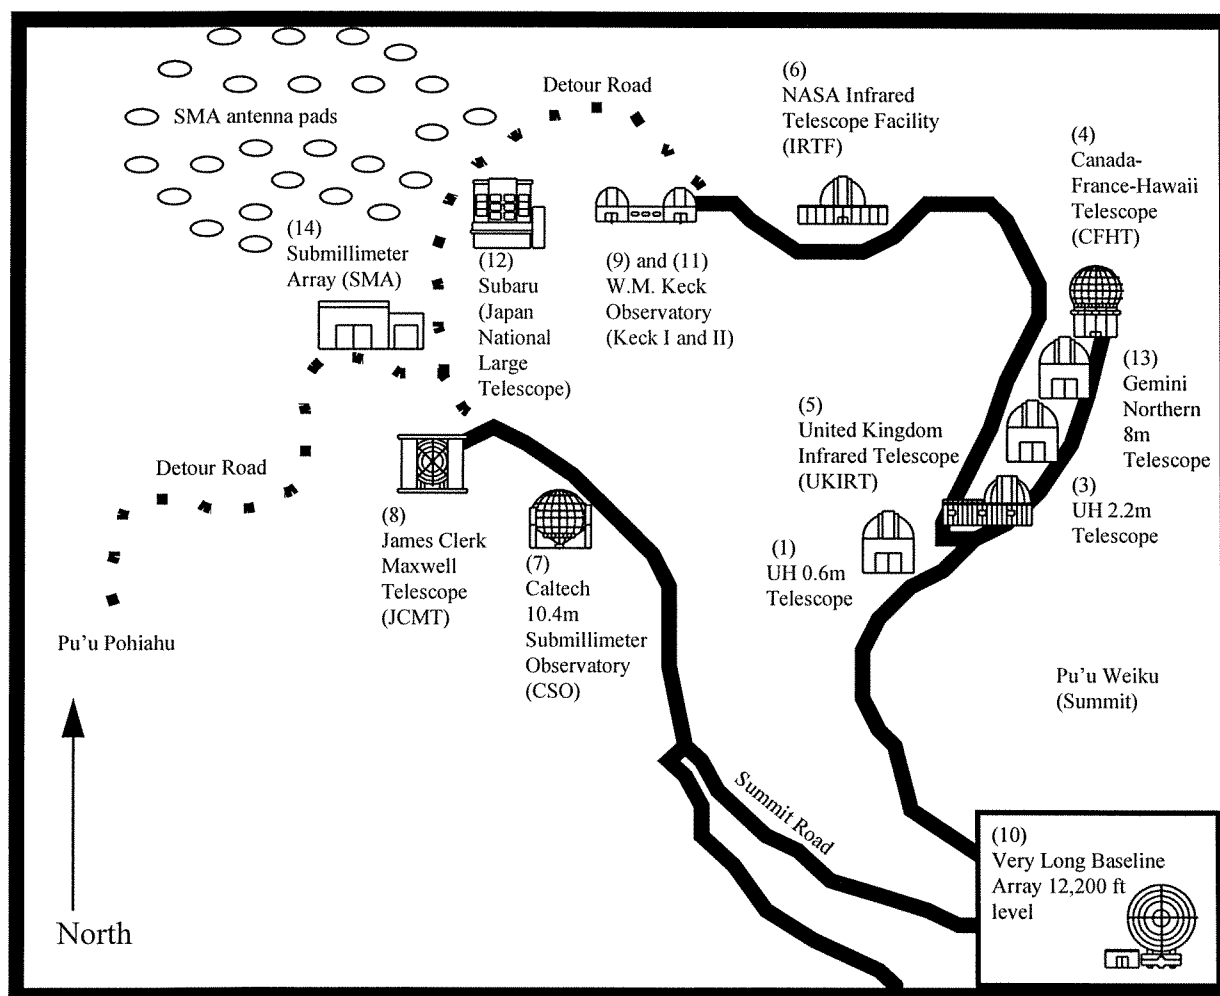 SMA antenna pads
Detour Road
(6)
NASA Infrared
Telescope Facility
(IRTF)
(4)
Canada-
France-Hawaii
Telescope
(CFHT)
(14)
Submillimeter
Array (SMA)
(12)
Subaru
(Japan
National
Large
Telescope)
(9) and (11)
W.M. Keck
Observatory
(Keck I and II)
(13)
Gemini
Northern
8m
Telescope
(5)
United Kingdom
Infrared Telescope
(UKIRT)
Detour Road
(3)
UH 2.2m
Telescope
(8)
James Clerk
Maxwell
Telescope
(JCMT)
(7)
Caltech
10.4m
Submillimeter
Observatory
(CSO)
(1)
UH 0.6m
Telescope
Pu'u Pohiahu
Pu'u Weiku
(Summit)
Summit Road
(10)
Very Long Baseline
Array 12,200 ft
level
North